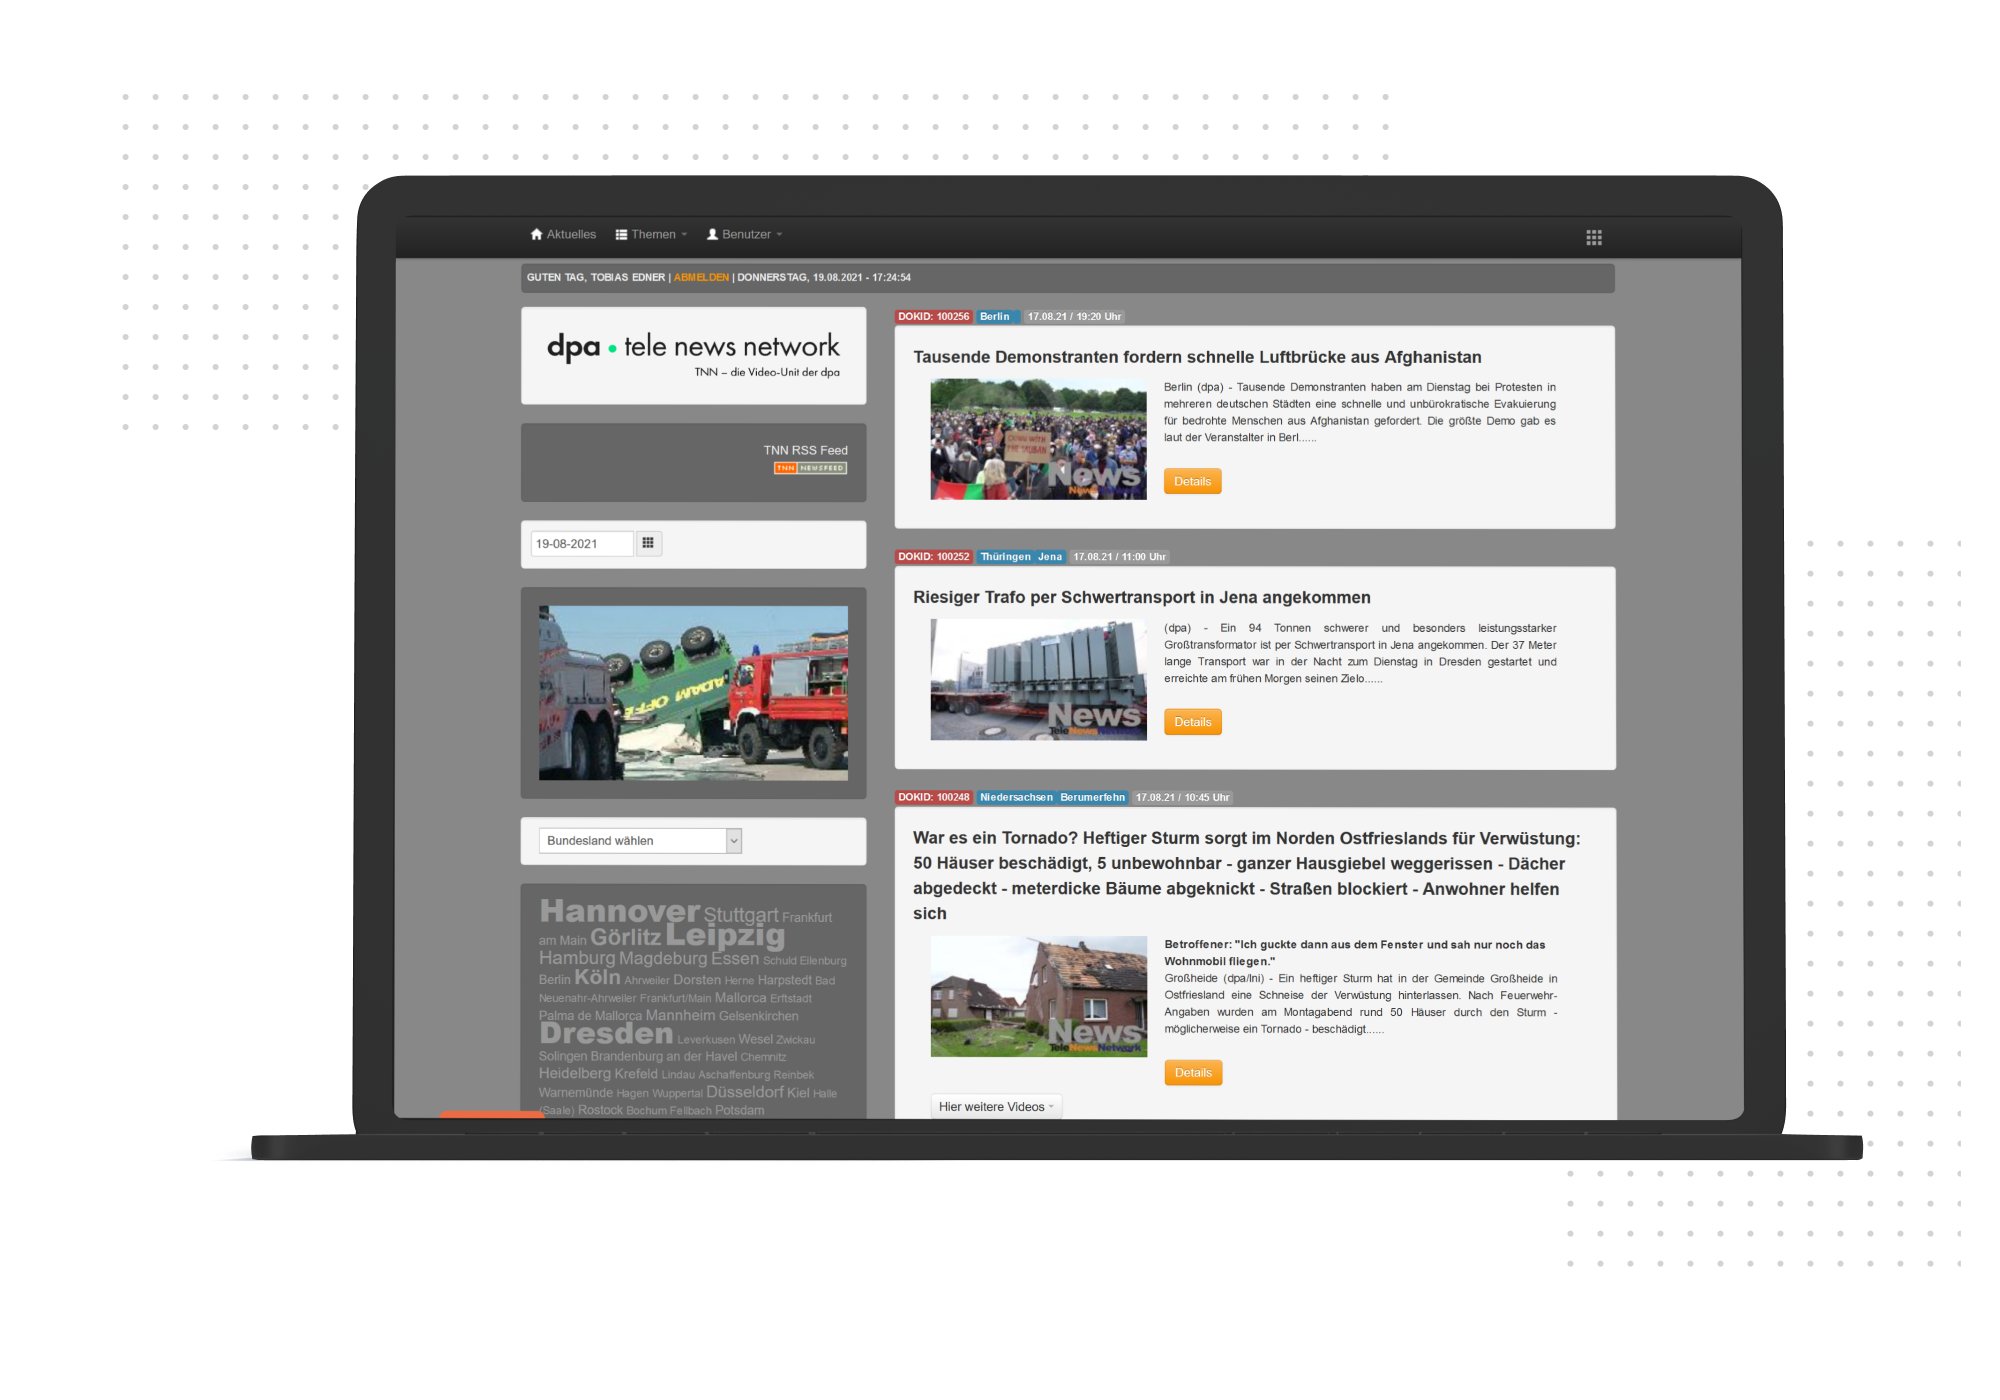 Aktuelles Themen Benutzer
GUTEN TAG, TOBIAS EDNER | ABMELDEN | DONNERSTAG, 19.08.2021 - 17:24:54
dpa • tele news network
TNN – die Video-Unit der dpa
TNN RSS Feed
TNN NEWSFEED
19-08-2021
ADAM OFFE
Bundesland wählen
Hannover Stuttgart Frankfurt
am Main Görlitz Leipzig
Hamburg Magdeburg Essen Schuld Eilenburg
Berlin Köln Ahrweiler Dorsten Herne Harpstedt Bad
Neuenahr-Ahrweiler Frankfurt/Main Mallorca Erftstadt
Palma de Mallorca Mannheim Gelsenkirchen
Dresden Leverkusen Wesel Zwickau
Solingen Brandenburg an der Havel Chemnitz
Heidelberg Krefeld Lindau Aschaffenburg Reinbek
Warnemünde Hagen Wuppertal Düsseldorf Kiel Halle
(Saale) Rostock Bochum Fellbach Potsdam
DOKID: 100256 Berlin 17.08.21 / 19:20 Uhr
Tausende Demonstranten fordern schnelle Luftbrücke aus Afghanistan
DOWN WITH
THE TALIBAN
News
Berlin (dpa) - Tausende Demonstranten haben am Dienstag bei Protesten in
mehreren deutschen Städten eine schnelle und unbürokratische Evakuierung
für bedrohte Menschen aus Afghanistan gefordert. Die größte Demo gab es
laut der Veranstalter in Berl......
Details
DOKID: 100252 Thüringen Jena 17.08.21 / 11:00 Uhr
Riesiger Trafo per Schwertransport in Jena angekommen
News
TeleNewsNetwork
(dpa) - Ein 94 Tonnen schwerer und besonders leistungsstarker
Großtransformator ist per Schwertransport in Jena angekommen. Der 37 Meter
lange Transport war in der Nacht zum Dienstag in Dresden gestartet und
erreichte am frühen Morgen seinen Zielo......
Details
DOKID: 100248 Niedersachsen Berumerfehn 17.08.21 / 10:45 Uhr
War es ein Tornado? Heftiger Sturm sorgt im Norden Ostfrieslands für Verwüstung:
50 Häuser beschädigt, 5 unbewohnbar - ganzer Hausgiebel weggerissen - Dächer
abgedeckt - meterdicke Bäume abgeknickt - Straßen blockiert - Anwohner helfen
sich
News
TeleNewsNetwork
Betroffener: "Ich guckte dann aus dem Fenster und sah nur noch das
Wohnmobil fliegen."
Großheide (dpa/lni) - Ein heftiger Sturm hat in der Gemeinde Großheide in
Ostfriesland eine Schneise der Verwüstung hinterlassen. Nach Feuerwehr-
Angaben wurden am Montagabend rund 50 Häuser durch den Sturm -
möglicherweise ein Tornado - beschädigt......
Details
Hier weitere Videos